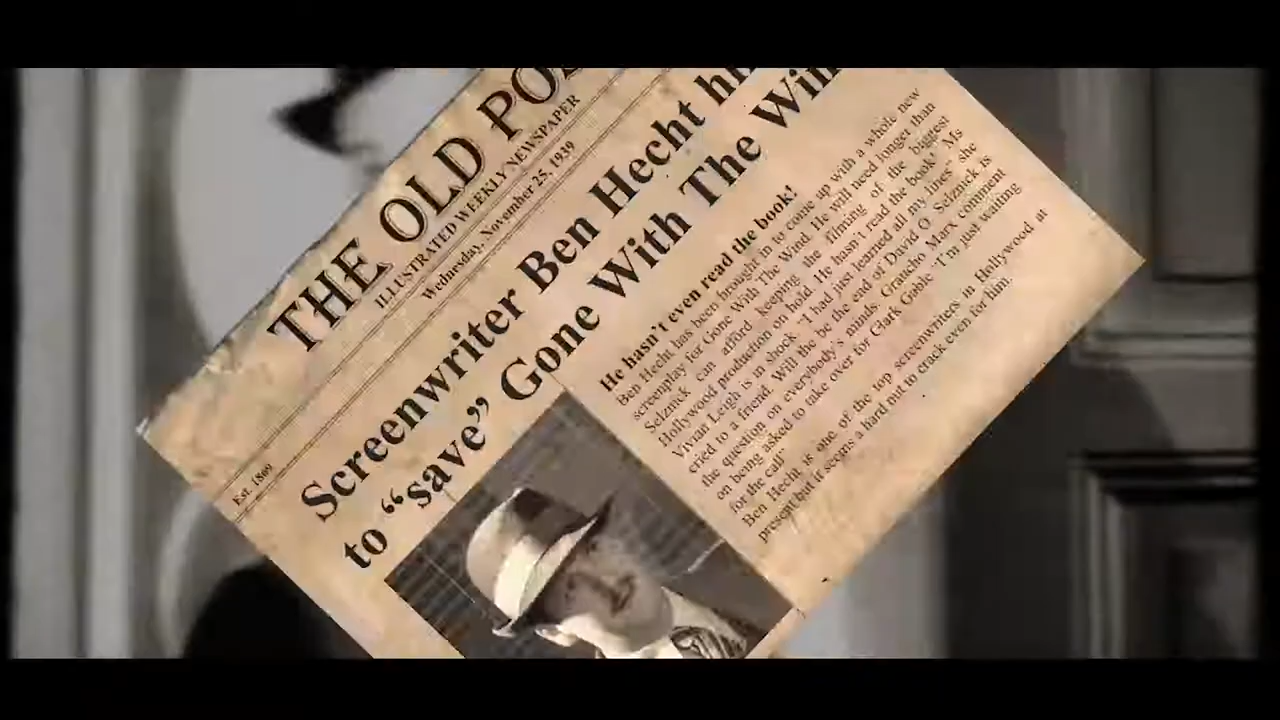 THE OLD PO
ILLUSTRATED WEEKLY NEWSPAPER
Est. 1869
Wednesday, November 25, 1939
Screenwriter Ben Hecht hi
to “save” Gone With The Win
He hasn't even read the book!
Ben Hecht has been brought in to come up with a whole new
screenplay for Gone With The Wind. He will need longer than
Selznick can afford keeping the filming of the biggest
Hollywood production on hold. He hasn't read the book" Ms
Vivian Leigh is in shock. "I had just learned all my lines" she
cried to a friend. Will the be the end of David O. Selznick is
the question on everybody's minds. Graucho Marx comment
on being asked to take over for Clark Gable "I'm just waiting
for the call"
Ben Hecht is one of the top screenwriters in Hollywood at
present but it seems a hard nut to crack even for him.